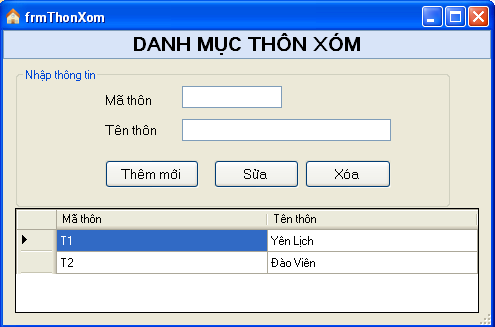 frmThonXom
DANH MỤC THÔN XÓM
Nhập thông tin
Mã thôn
Tên thôn
Thêm mới Sửa Xóa
Mã thôn Tên thôn
T1 Yên Lịch
T2 Đào Viên